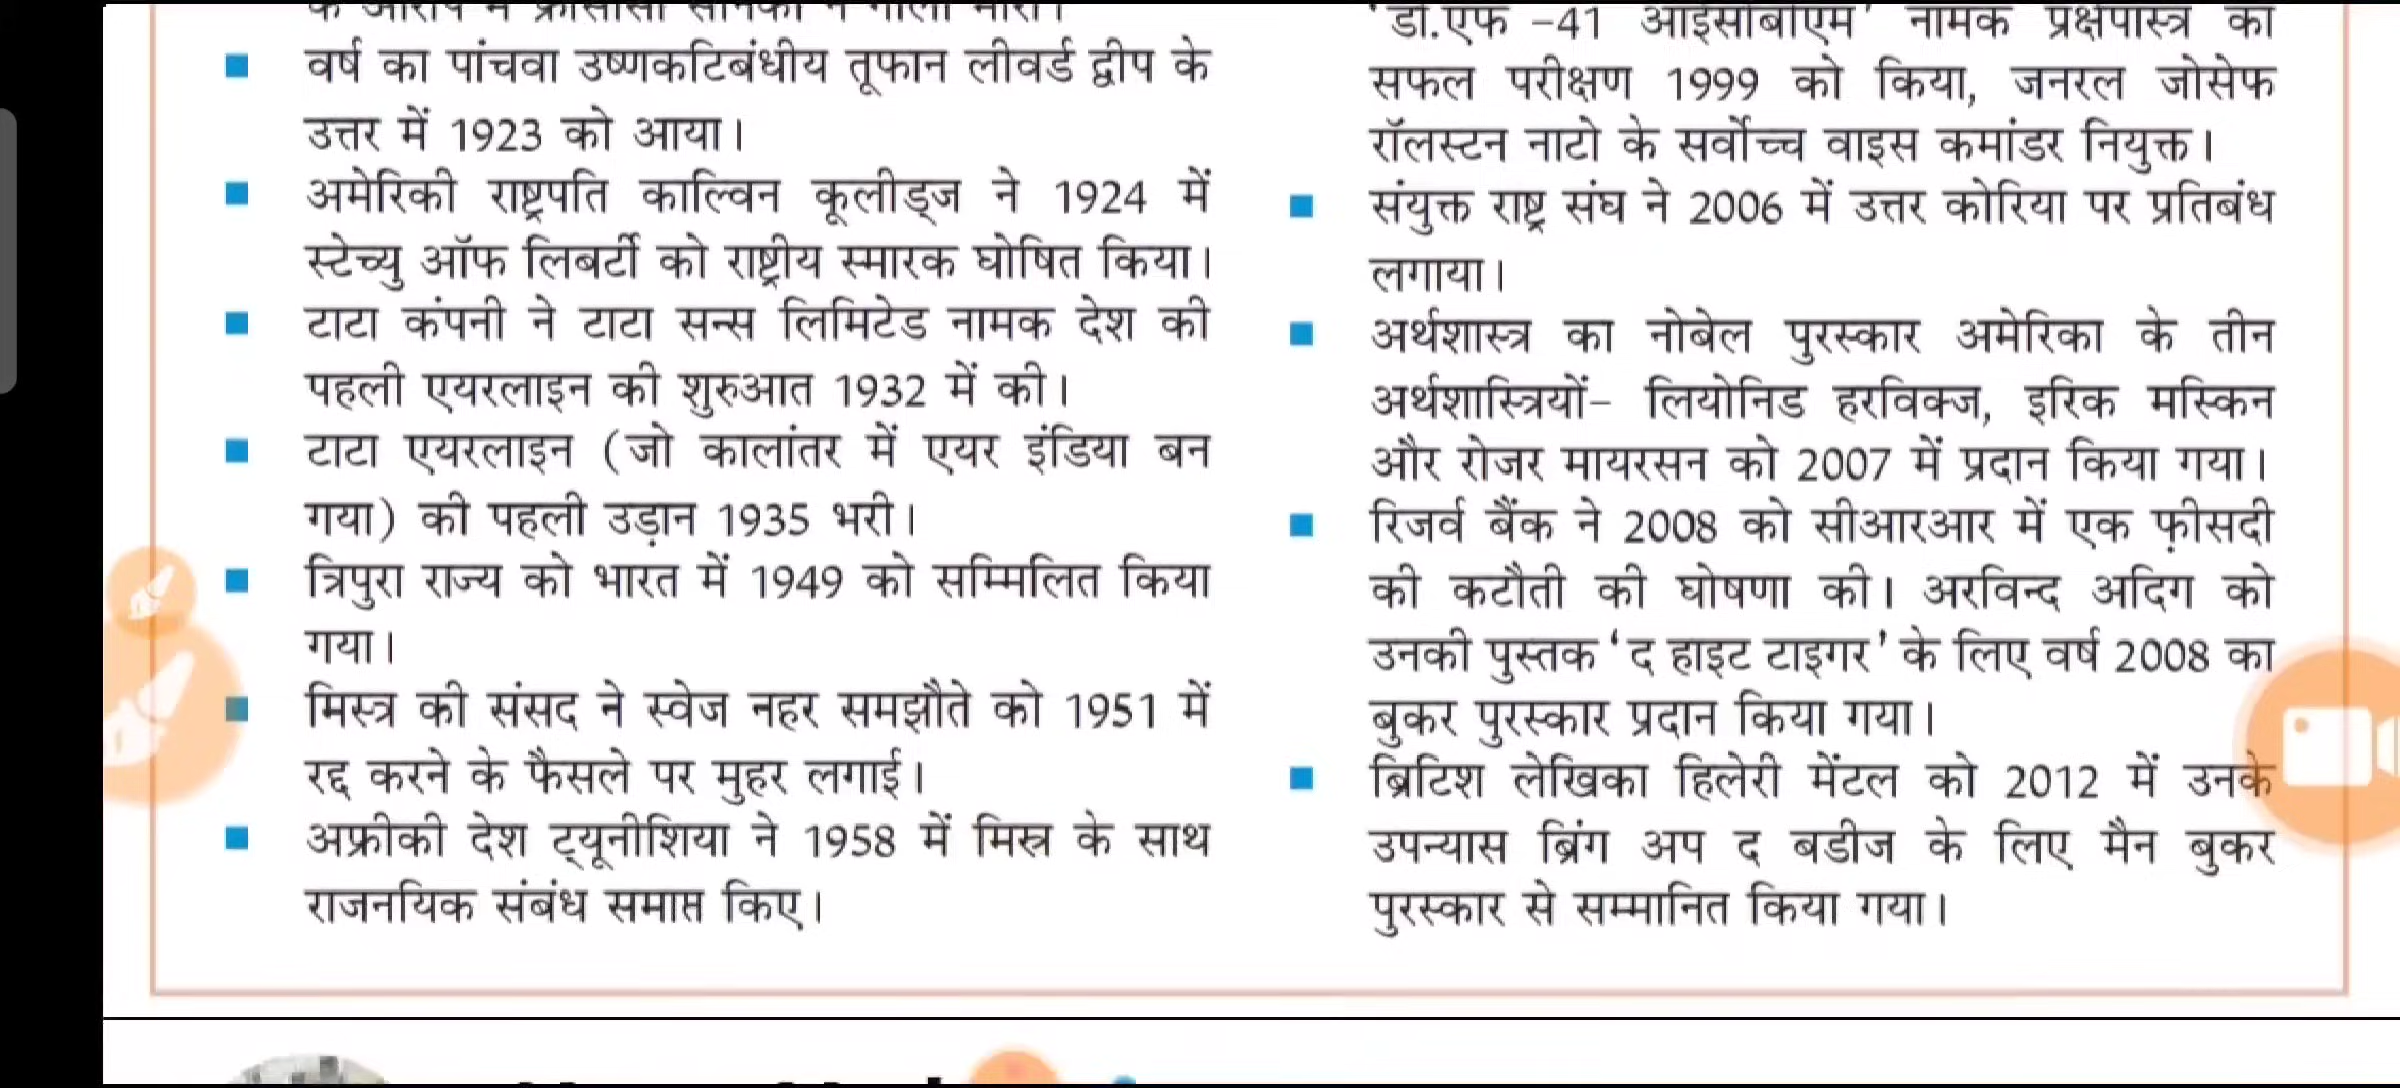 के आरोप में फ्रांसीसी सैनिकों ने गोली मारी।
वर्ष का पांचवा उष्णकटिबंधीय तूफान लीवर्ड द्वीप के
उत्तर में 1923 को आया।
अमेरिकी राष्ट्रपति काल्विन कूलीड्ज ने 1924 में
स्टेच्यु ऑफ लिबर्टी को राष्ट्रीय स्मारक घोषित किया।
टाटा कंपनी ने टाटा सन्स लिमिटेड नामक देश की
पहली एयरलाइन की शुरुआत 1932 में की।
टाटा एयरलाइन (जो कालांतर में एयर इंडिया बन
गया) की पहली उड़ान 1935 भरी।
त्रिपुरा राज्य को भारत में 1949 को सम्मिलित किया
गया।
मिस्त्र की संसद ने स्वेज नहर समझौते को 1951 में
रद्द करने के फैसले पर मुहर लगाई।
अफ्रीकी देश ट्यूनीशिया ने 1958 में मिस्र के साथ
राजनयिक संबंध समाप्त किए।
'डी.एफ -41 आईसीबीएम' नामक प्रक्षेपास्त्र का
सफल परीक्षण 1999 को किया, जनरल जोसेफ
रॉलस्टन नाटो के सर्वोच्च वाइस कमांडर नियुक्त।
संयुक्त राष्ट्र संघ ने 2006 में उत्तर कोरिया पर प्रतिबंध
लगाया।
अर्थशास्त्र का नोबेल पुरस्कार अमेरिका के तीन
अर्थशास्त्रियों- लियोनिड हरविक्ज, इरिक मस्किन
और रोजर मायरसन को 2007 में प्रदान किया गया।
रिजर्व बैंक ने 2008 को सीआरआर में एक फ़ीसदी
की कटौती की घोषणा की। अरविन्द अदिग को
उनकी पुस्तक 'द हाइट टाइगर' के लिए वर्ष 2008 का
बुकर पुरस्कार प्रदान किया गया।
ब्रिटिश लेखिका हिलेरी मेंटल को 2012 में उनके
उपन्यास ब्रिंग अप द बडीज के लिए मैन बुकर
पुरस्कार से सम्मानित किया गया।